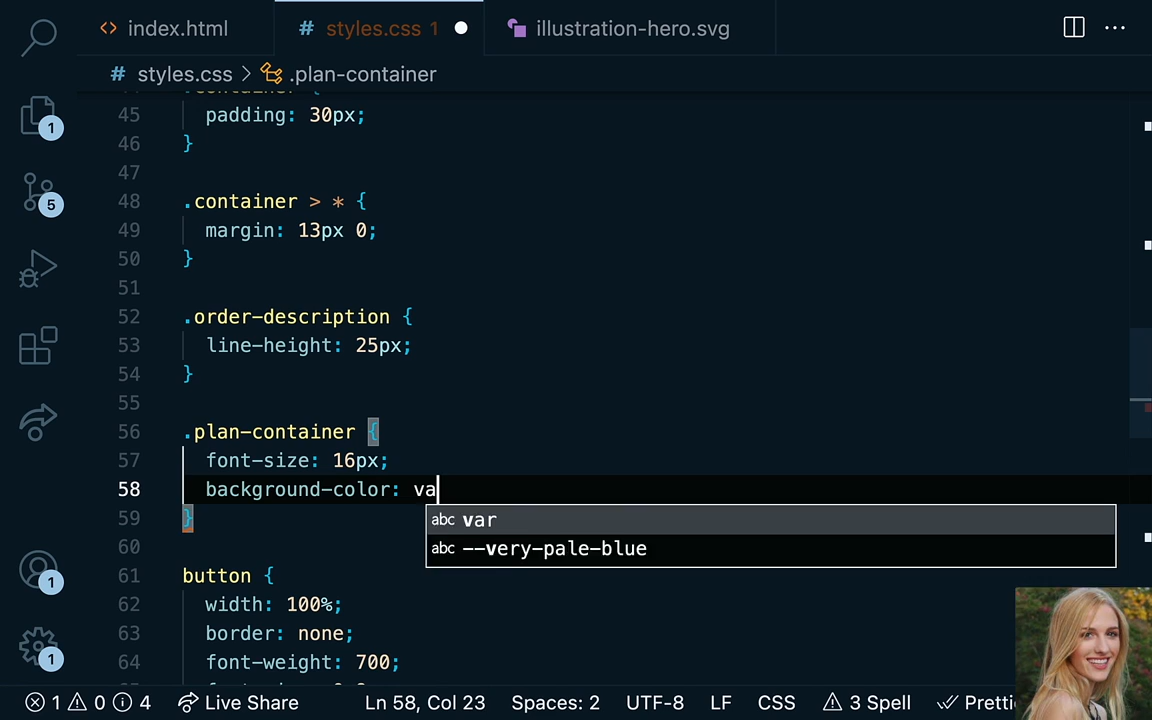 index.html
# styles.css 1
illustration-hero.svg
# styles.css > .plan-container
45 padding: 30px;
46 }
47
48 .container > * {
49 margin: 13px 0;
50 }
51
52 .order-description {
53 line-height: 25px;
54 }
55
56 .plan-container {
57 font-size: 16px;
58 background-color: va
abc var
59 }
abc --very-pale-blue
60
61 button {
62 width: 100%;
63 border: none;
64 font-weight: 700;
1
5
1
1
1 0 4 Live Share Ln 58, Col 23 Spaces: 2 UTF-8 LF CSS 3 Spell Pretti